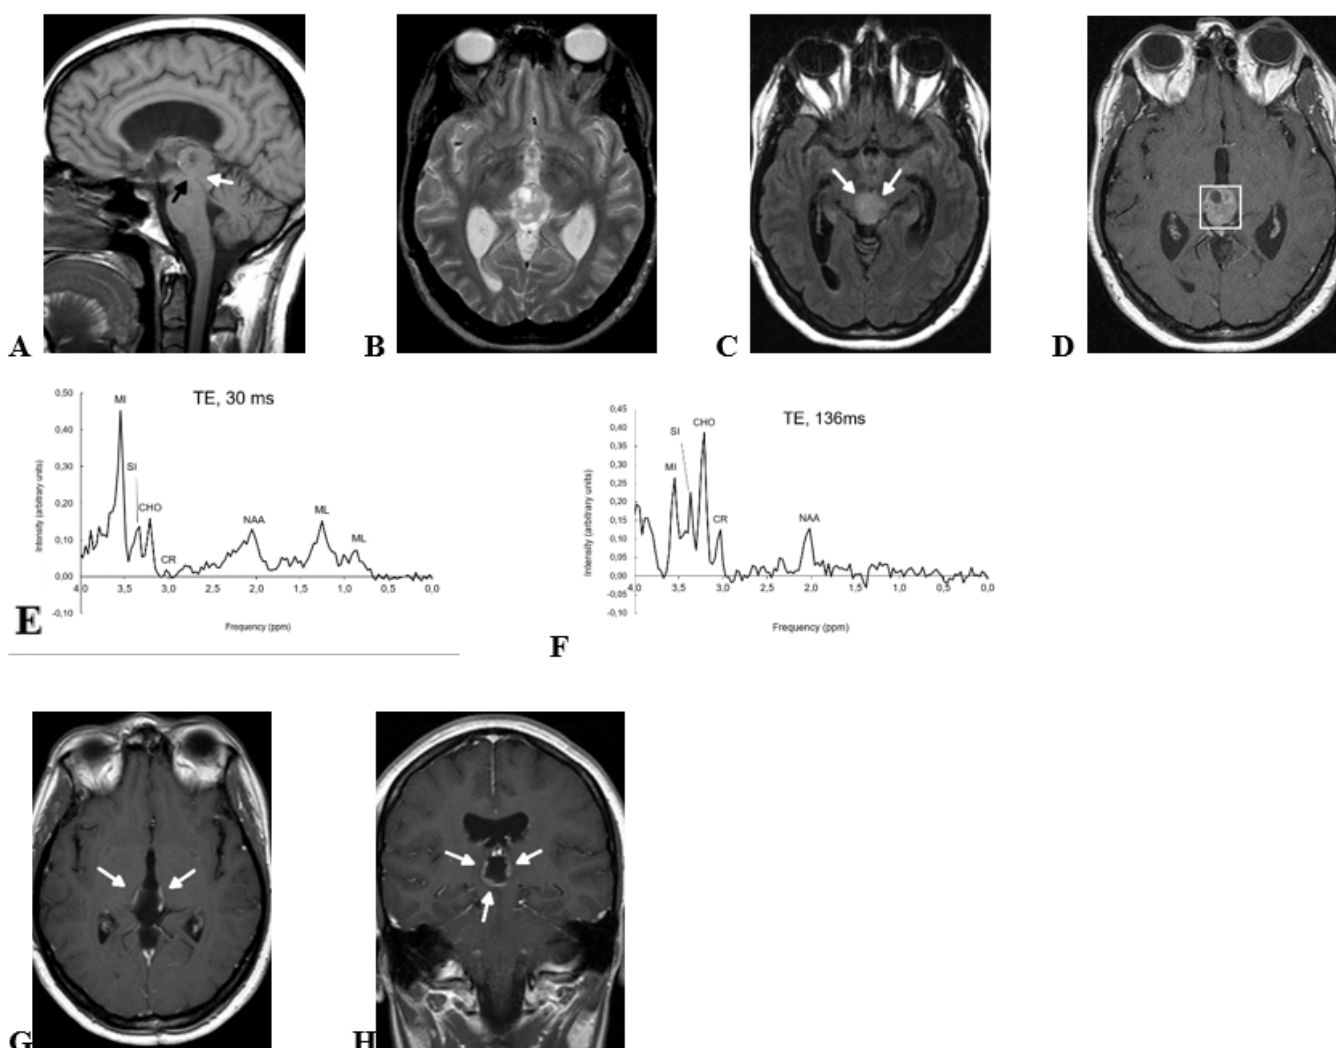 A
B
C
D
TE, 30 ms
MI
SI
CHO
CR
NAA
ML
ML
0,50
0,40
0,30
0,20
0,10
0,00
-0,10
4,0 3,5 3,0 2,5 2,0 1,5 1,0 0,5 0,0
Intensity (arbitrary units)
Frequency (ppm)
E
TE, 136ms
SI
CHO
MI
CR
NAA
0,45
0,40
0,35
0,30
0,25
0,20
0,15
0,10
0,05
0,00
-0,05
-0,10
4,0 3,5 3,0 2,5 2,0 1,5 1,0 0,5 0,0
Intensity (arbitrary units)
Frequency (ppm)
F
G
H